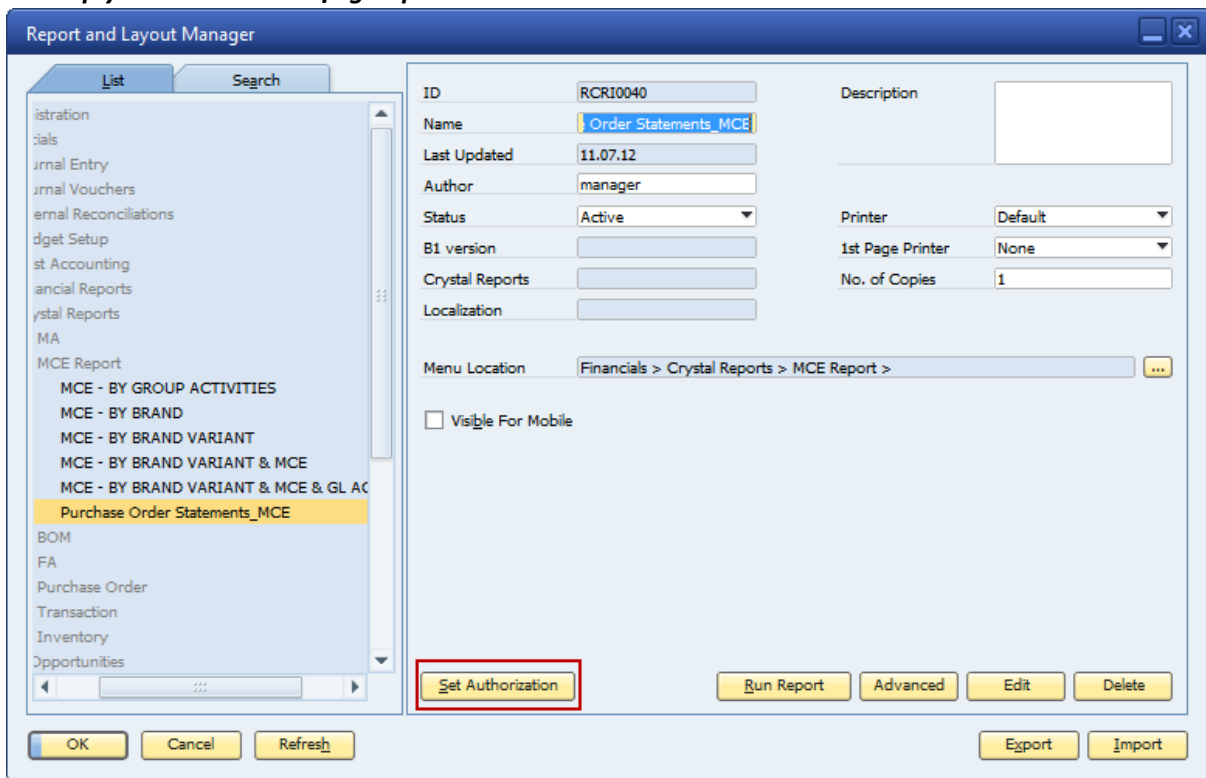 Report and Layout Manager
List
Search
istration
cials
urnal Entry
urnal Vouchers
ernal Reconciliations
dget Setup
st Accounting
ancial Reports
ystal Reports
MA
MCE Report
MCE - BY GROUP ACTIVITIES
MCE - BY BRAND
MCE - BY BRAND VARIANT
MCE - BY BRAND VARIANT & MCE
MCE - BY BRAND VARIANT & MCE & GL AC
Purchase Order Statements_MCE
BOM
FA
Purchase Order
Transaction
Inventory
Opportunities
ID RCRI0040
Name Order Statements_MCE
Last Updated 11.07.12
Author manager
Status Active
B1 version
Crystal Reports
Localization
Description
Printer Default
1st Page Printer None
No. of Copies 1
Menu Location Financials > Crystal Reports > MCE Report >
...
Visible For Mobile
Set Authorization Run Report Advanced Edit Delete
OK Cancel Refresh Export Import